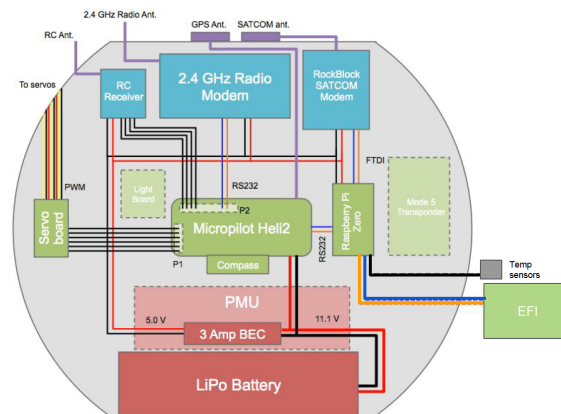 2.4 GHz Radio Ant.
GPS Ant.
SATCOM ant.
RC Ant.
2.4 GHz Radio
Modem
RockBlock
SATCOM
Modem
RC
Receiver
To servos
FTDI
PWM
RS232
Light
Board
Mode 5
Transponder
P2
Servo
board
Micropilot Heli2
RS232
Raspberry Pi
Zero
P1
Compass
Temp
sensors
PMU
5.0 V
11.1 V
EFI
3 Amp BEC
LiPo Battery